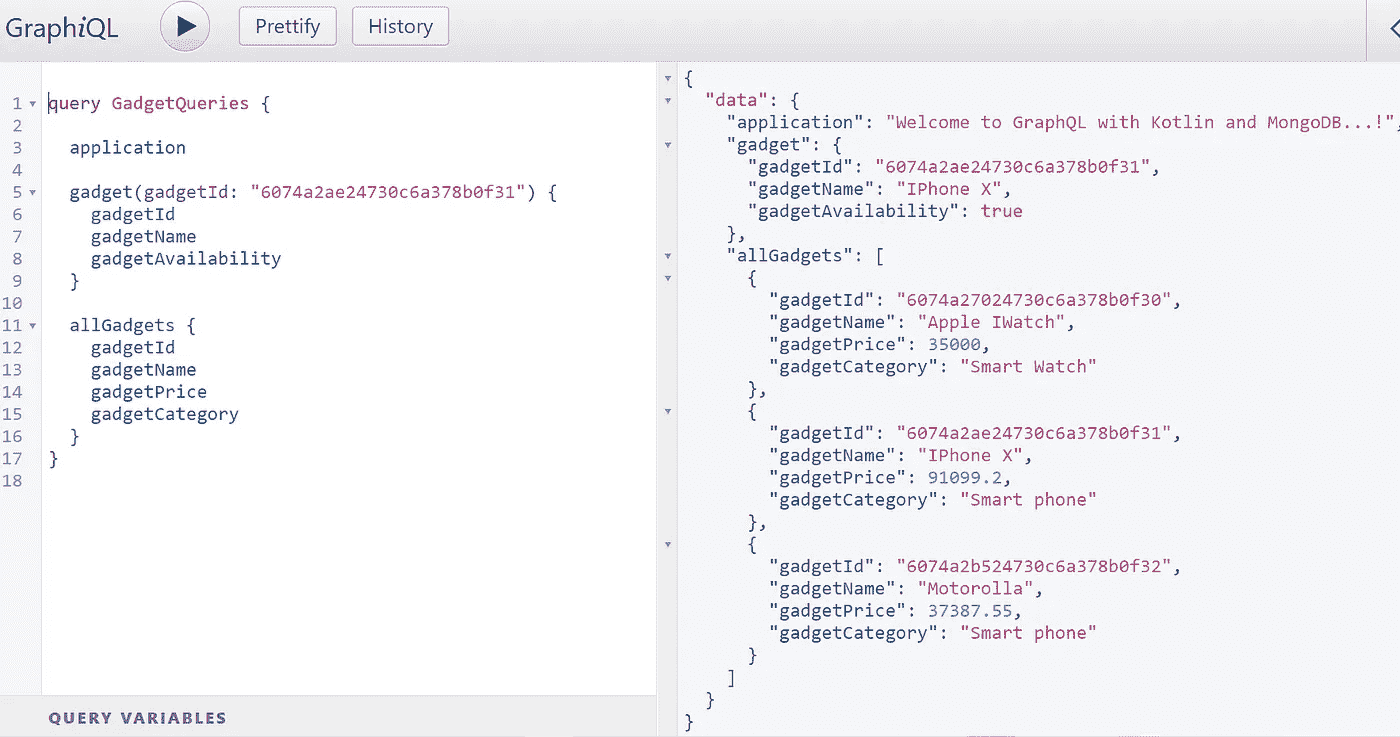 GraphiQL
Prettify
History
1 query GadgetQueries {
2
3 application
4
5 gadget(gadgetId: "6074a2ae24730c6a378b0f31") {
6 gadgetId
7 gadgetName
8 gadgetAvailability
9 }
10
11 allGadgets {
12 gadgetId
13 gadgetName
14 gadgetPrice
15 gadgetCategory
16 }
17 }
18
QUERY VARIABLES
{
"data": {
"application": "Welcome to GraphQL with Kotlin and MongoDB...!",
"gadget": {
"gadgetId": "6074a2ae24730c6a378b0f31",
"gadgetName": "IPhone X",
"gadgetAvailability": true
},
"allGadgets": [
{
"gadgetId": "6074a27024730c6a378b0f30",
"gadgetName": "Apple IWatch",
"gadgetPrice": 35000,
"gadgetCategory": "Smart Watch"
},
{
"gadgetId": "6074a2ae24730c6a378b0f31",
"gadgetName": "IPhone X",
"gadgetPrice": 91099.2,
"gadgetCategory": "Smart phone"
},
{
"gadgetId": "6074a2b524730c6a378b0f32",
"gadgetName": "Motorolla",
"gadgetPrice": 37387.55,
"gadgetCategory": "Smart phone"
}
]
}
}